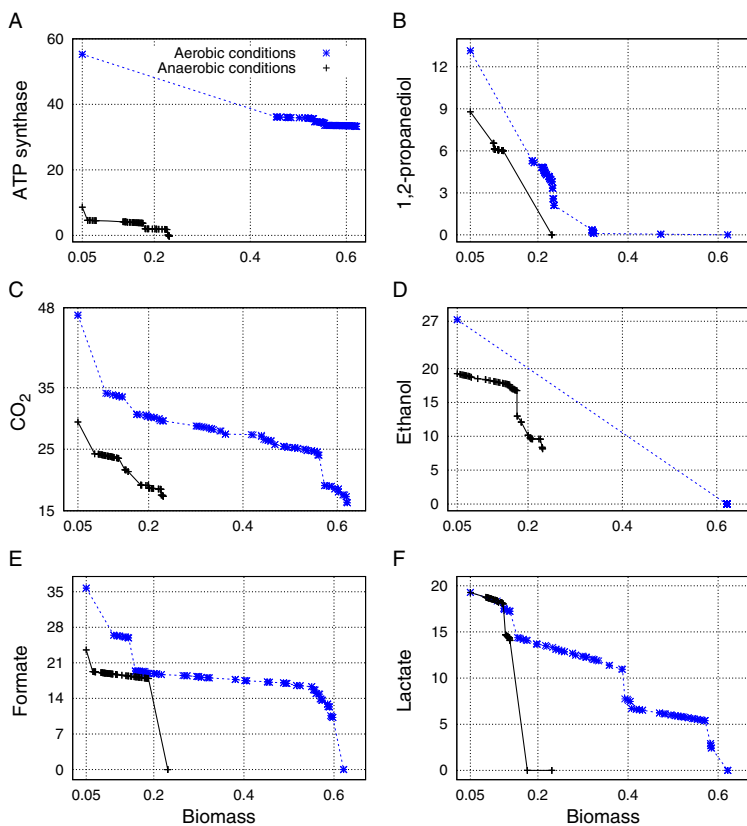 A
60
40
20
0
ATP synthase
Aerobic conditions
Anaerobic conditions
0.05 0.2 0.4 0.6
B
12
9
6
3
0
1,2-propanediol
0.05 0.2 0.4 0.6
C
48
35
25
15
CO2
0.05 0.2 0.4 0.6
D
27
20
15
10
5
0
Ethanol
0.05 0.2 0.4 0.6
E
35
28
21
14
7
0
Formate
0.05 0.2 0.4 0.6
Biomass
F
20
15
10
5
0
Lactate
0.05 0.2 0.4 0.6
Biomass